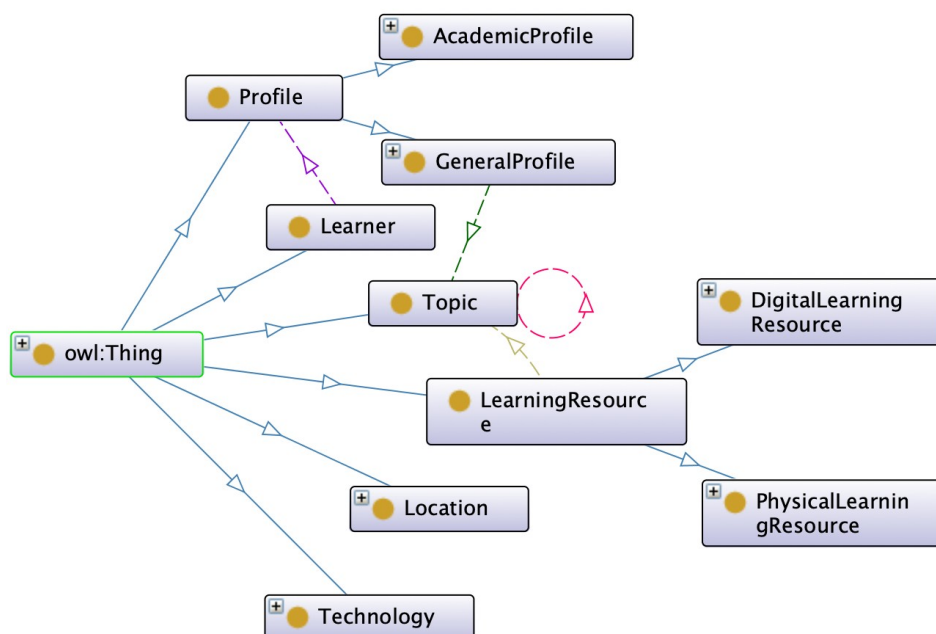 AcademicProfile
Profile
GeneralProfile
Learner
Topic
DigitalLearning
Resource
owl:Thing
LearningResourc
e
Location
PhysicalLearnin
gResource
Technology